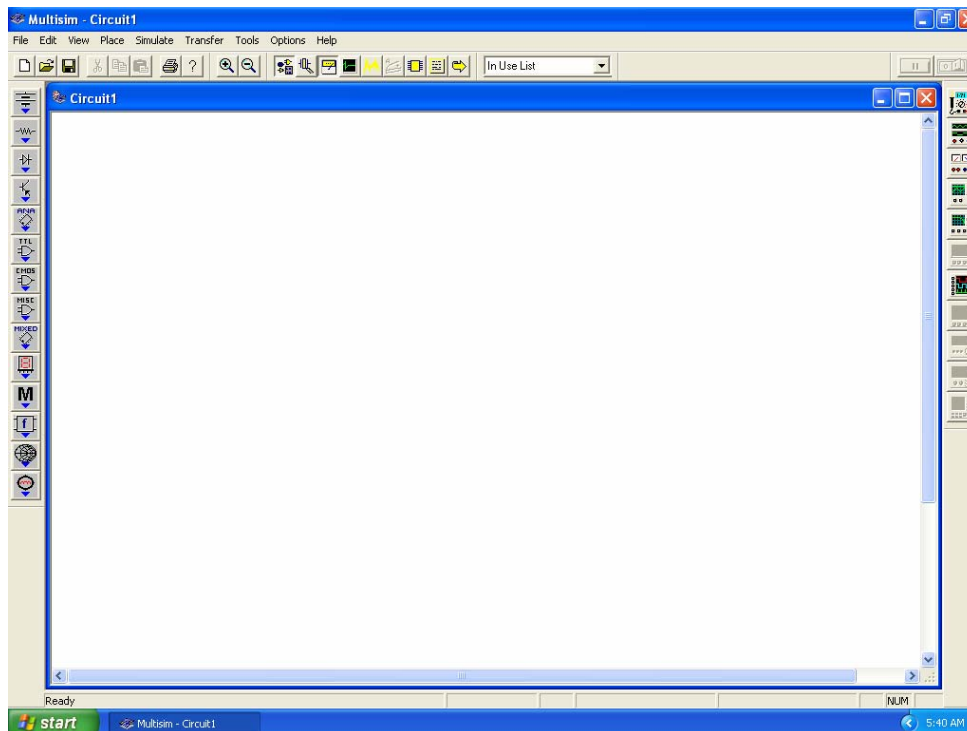 Multisim - Circuit1
File Edit View Place Simulate Transfer Tools Options Help
? In Use List
Circuit1
ANA
TTL
CMOS
MISC
MIXED
M
f
Ready NUM
start Multisim - Circuit1 5:40 AM